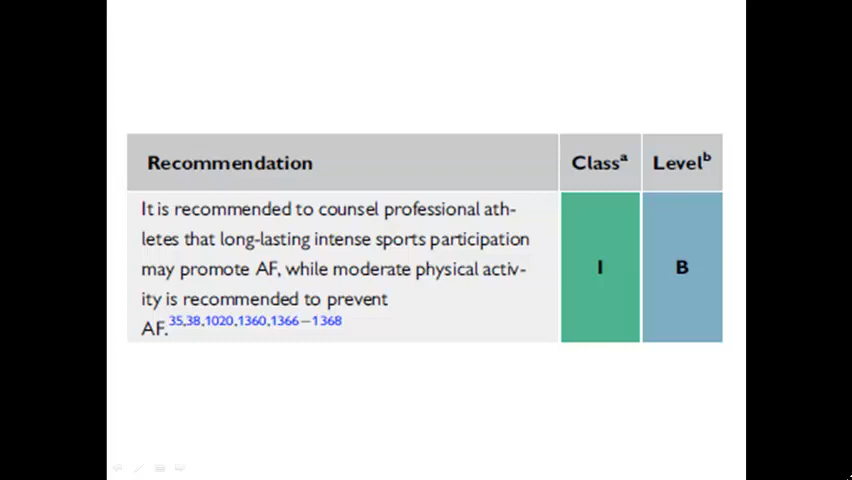 Recommendation Classᵃ Levelᵇ
It is recommended to counsel professional ath-
letes that long-lasting intense sports participation
may promote AF, while moderate physical activ-
ity is recommended to prevent
AF.35,38,1020,1360,1366–1368
I B